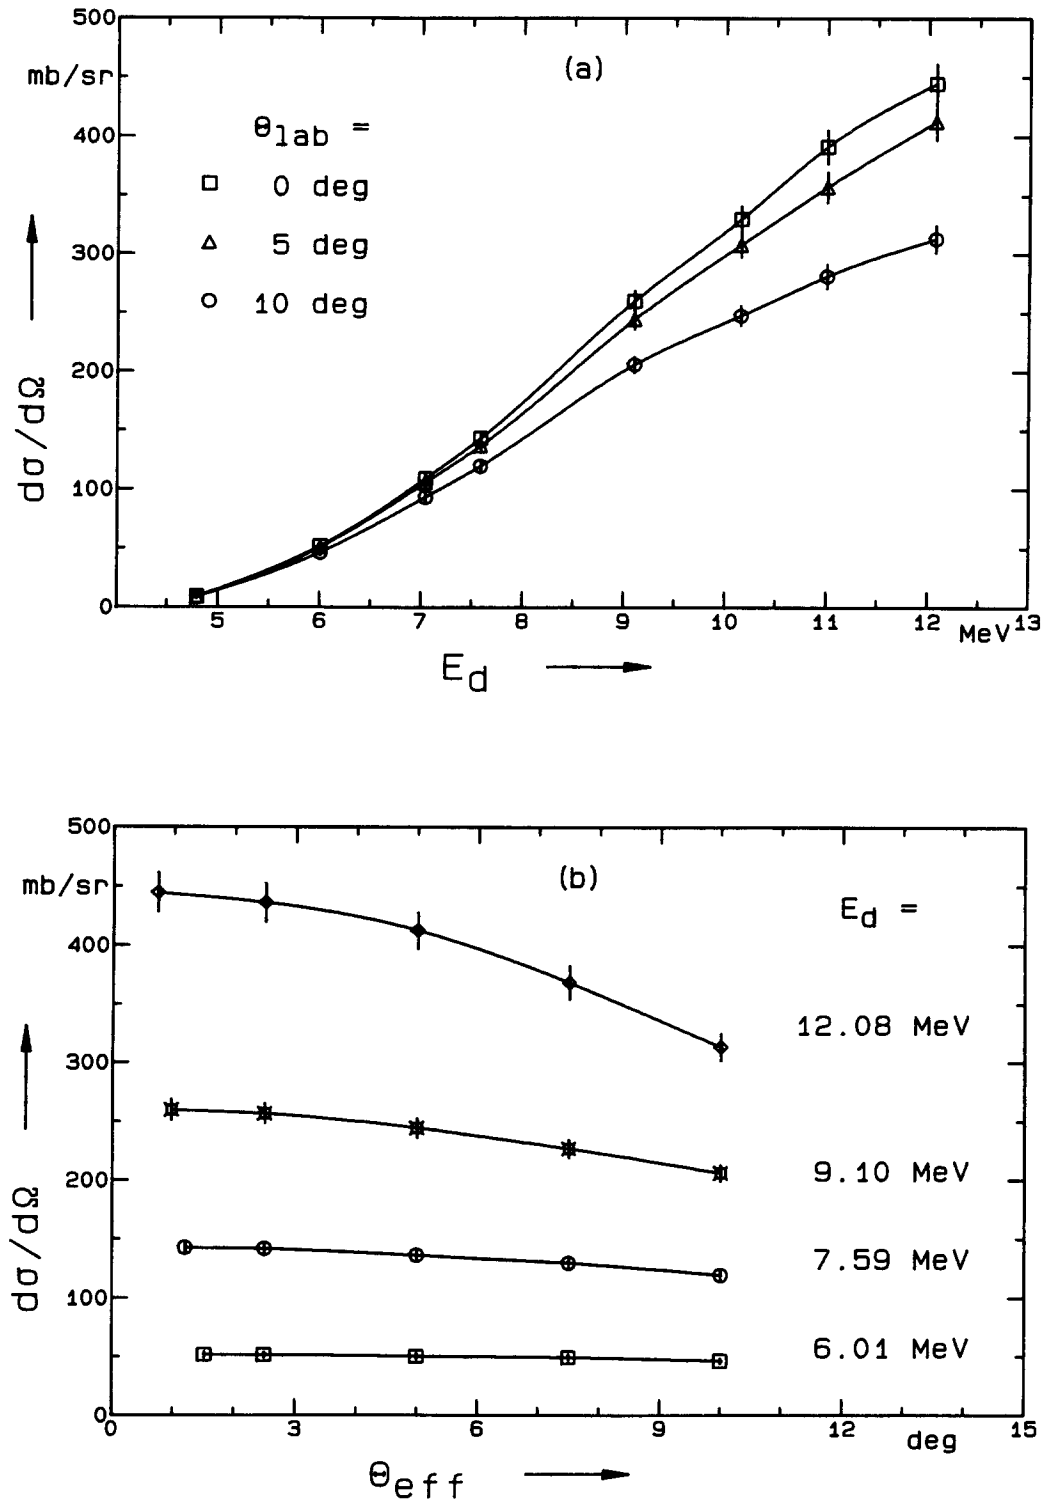 500
(a)
mb/sr
400
Θlab =
0 deg
5 deg
300
10 deg
200
dσ/dΩ
100
0
5 6 7 8 9 10 11 12 MeV 13
Ed
500
(b)
mb/sr
Ed =
400
12.08 MeV
300
9.10 MeV
200
dσ/dΩ
7.59 MeV
100
6.01 MeV
0
0 3 6 9 12 deg 15
Θeff